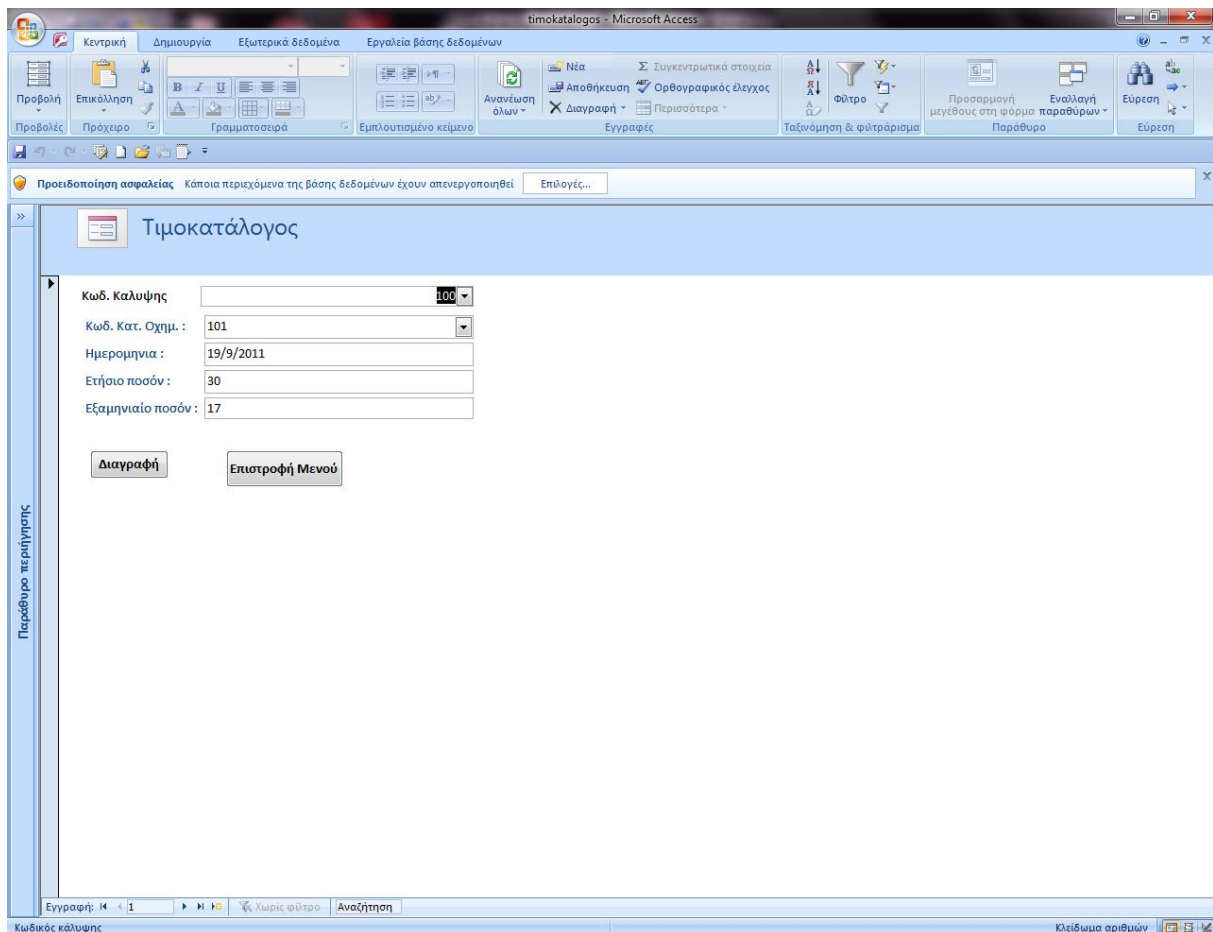 timokatalogos - Microsoft Access
Κεντρική Δημιουργία Εξωτερικά δεδομένα Εργαλεία βάσης δεδομένων
Προβολή
Επικόλληση
B I U
Ανανέωση όλων
Νέα
Αποθήκευση
Διαγραφή
Σ Συγκεντρωτικά στοιχεία
Ορθογραφικός έλεγχος
Περισσότερα
Φίλτρο
Προσαρμογή μεγέθους στη φόρμα
Εναλλαγή παραθύρων
Εύρεση
Προβολές Πρόχειρο Γραμματοσειρά Εμπλουτισμένο κείμενο Εγγραφές Ταξινόμηση & φιλτράρισμα Παράθυρο Εύρεση
Προειδοποίηση ασφαλείας Κάποια περιεχόμενα της βάσης δεδομένων έχουν απενεργοποιηθεί Επιλογές...
Τιμοκατάλογος
Κωδ. Καλυψης 100
Κωδ. Κατ. Οχημ. : 101
Ημερομηνια : 19/9/2011
Ετήσιο ποσόν : 30
Εξαμηνιαίο ποσόν : 17
Διαγραφή Επιστροφή Μενού
Παράθυρο περιήγησης
Εγγραφή: 1 Χωρίς φίλτρο Αναζήτηση
Κωδικός κάλυψης Κλείδωμα αριθμών